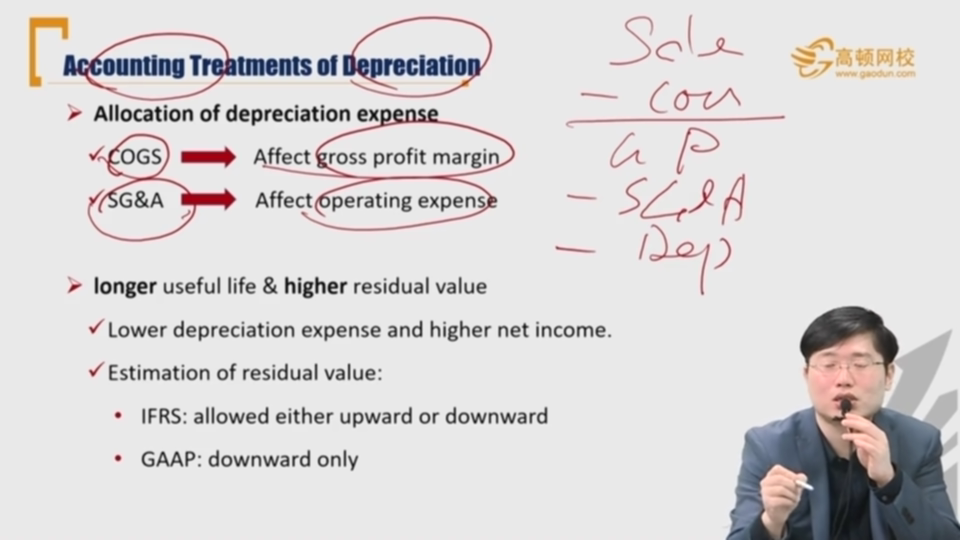 Accounting Treatments of Depreciation
高顿网校
www.gaodun.com
Allocation of depreciation expense
COGS Affect gross profit margin
SG&A Affect operating expense
longer useful life & higher residual value
Lower depreciation expense and higher net income.
Estimation of residual value:
IFRS: allowed either upward or downward
GAAP: downward only
Sale
G P
- SG&A
- Dep